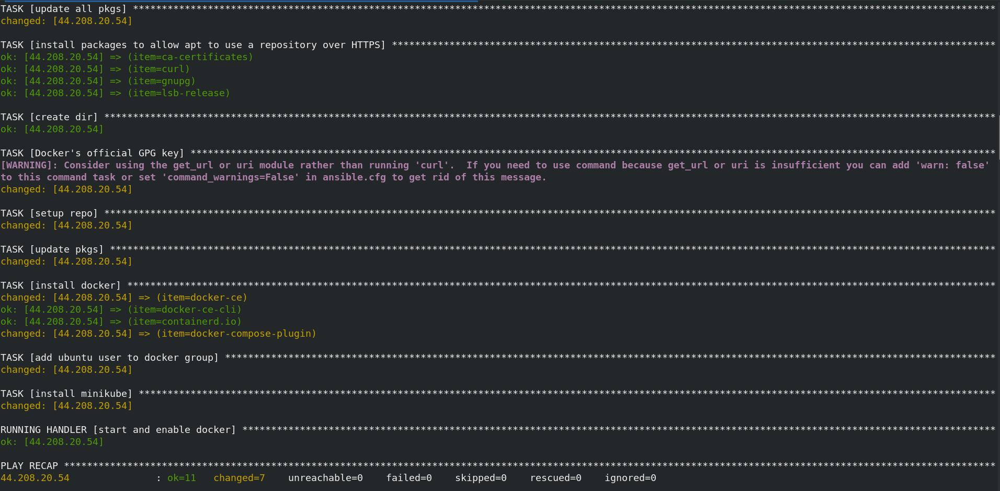 TASK [update all pkgs] ******************************************************************************************************************************************************
changed: [44.208.20.54]
TASK [install packages to allow apt to use a repository over HTTPS] *********************************************************************************************************
ok: [44.208.20.54] => (item=ca-certificates)
ok: [44.208.20.54] => (item=curl)
ok: [44.208.20.54] => (item=gnupg)
ok: [44.208.20.54] => (item=lsb-release)
TASK [create dir] ***********************************************************************************************************************************************************
ok: [44.208.20.54]
TASK [Docker's official GPG key] ********************************************************************************************************************************************
[WARNING]: Consider using the get_url or uri module rather than running 'curl'.  If you need to use command because get_url or uri is insufficient you can add 'warn: false'
to this command task or set 'command_warnings=False' in ansible.cfg to get rid of this message.
changed: [44.208.20.54]
TASK [setup repo] ***********************************************************************************************************************************************************
changed: [44.208.20.54]
TASK [update pkgs] **********************************************************************************************************************************************************
changed: [44.208.20.54]
TASK [install docker] *******************************************************************************************************************************************************
changed: [44.208.20.54] => (item=docker-ce)
ok: [44.208.20.54] => (item=docker-ce-cli)
ok: [44.208.20.54] => (item=containerd.io)
changed: [44.208.20.54] => (item=docker-compose-plugin)
TASK [add ubuntu user to docker group] **************************************************************************************************************************************
changed: [44.208.20.54]
TASK [install minikube] *****************************************************************************************************************************************************
changed: [44.208.20.54]
RUNNING HANDLER [start and enable docker] ***********************************************************************************************************************************
ok: [44.208.20.54]
PLAY RECAP ******************************************************************************************************************************************************************
44.208.20.54               : ok=11   changed=7    unreachable=0    failed=0    skipped=0    rescued=0    ignored=0